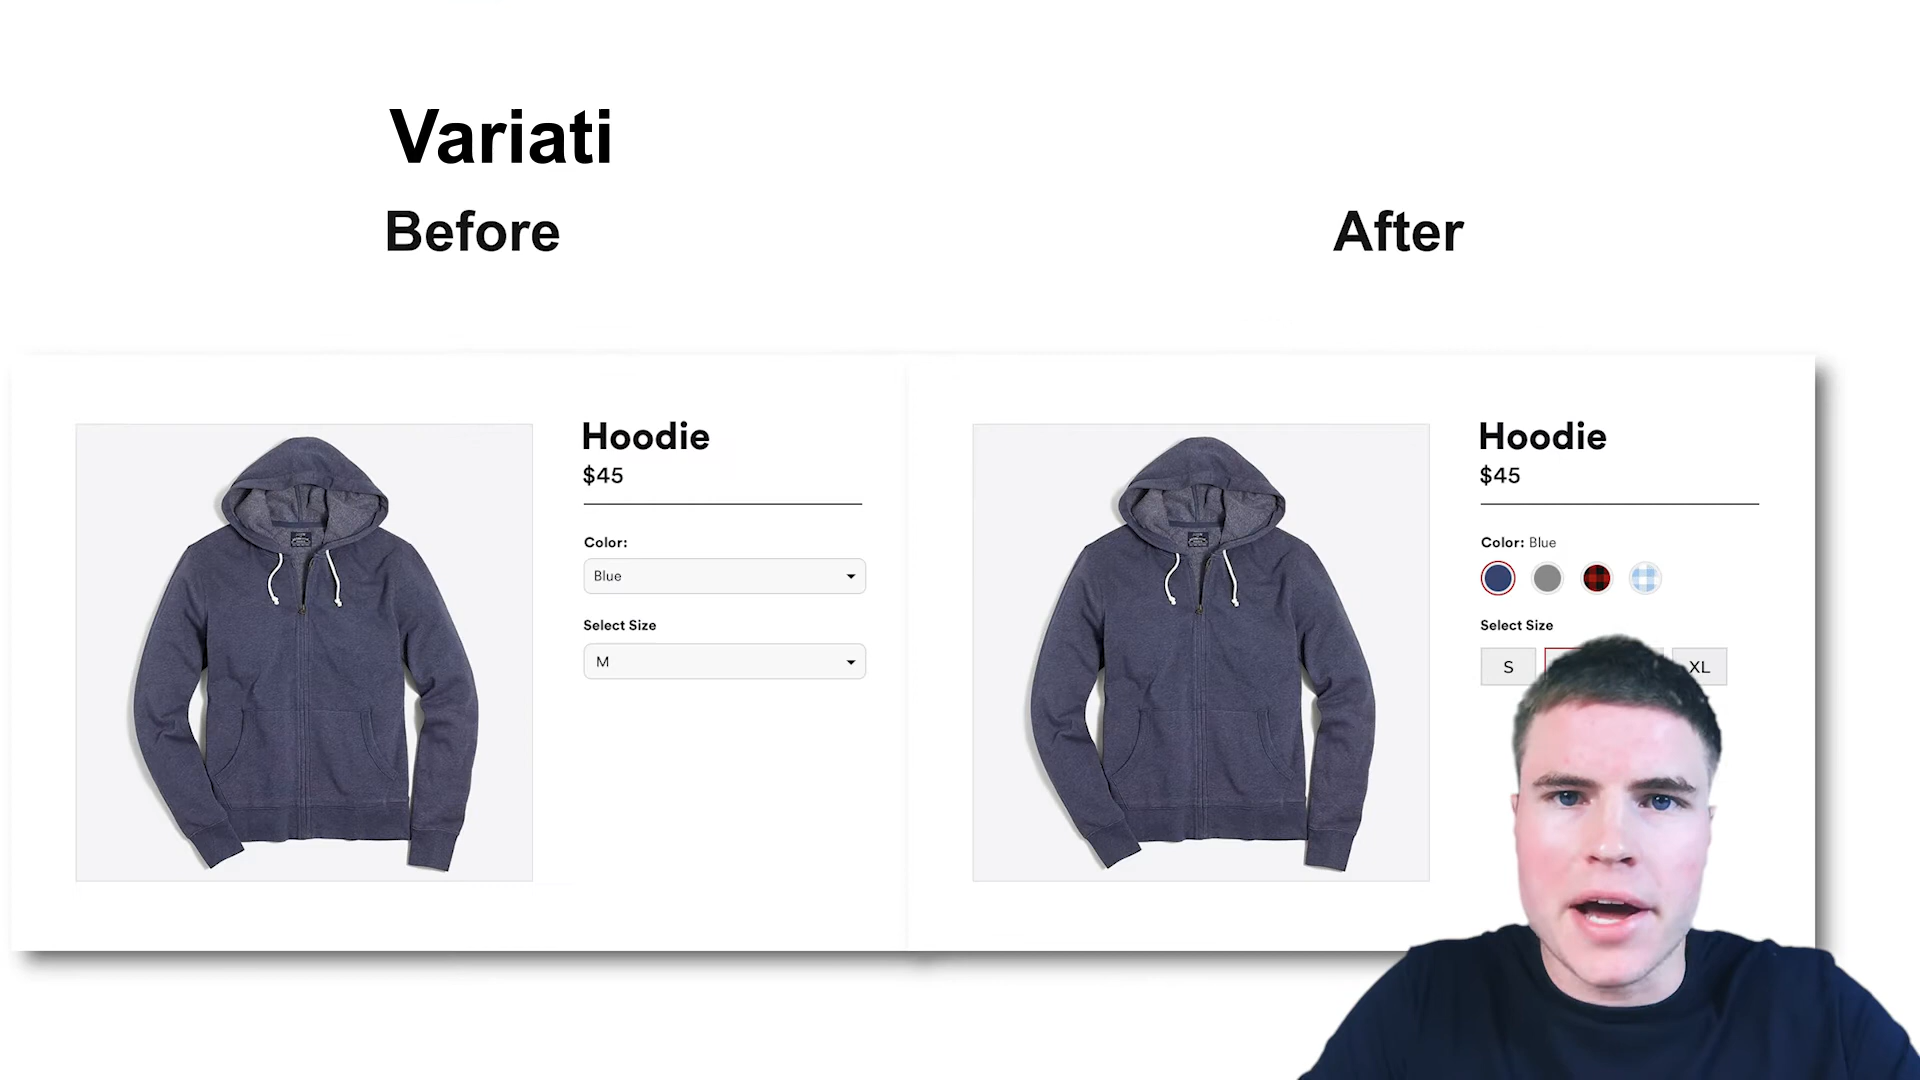 Variati
Before
After
Hoodie
$45
Color:
Blue
Select Size
M
Hoodie
$45
Color: Blue
Select Size
S
XL